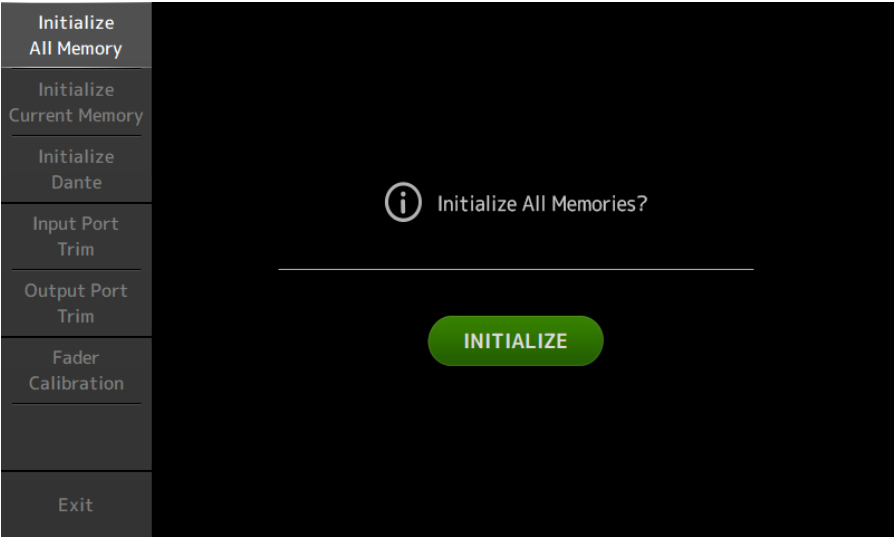 Initialize
All Memory
Initialize
Current Memory
Initialize
Dante
Input Port
Trim
Output Port
Trim
Fader
Calibration
Exit
Initialize All Memories?
INITIALIZE